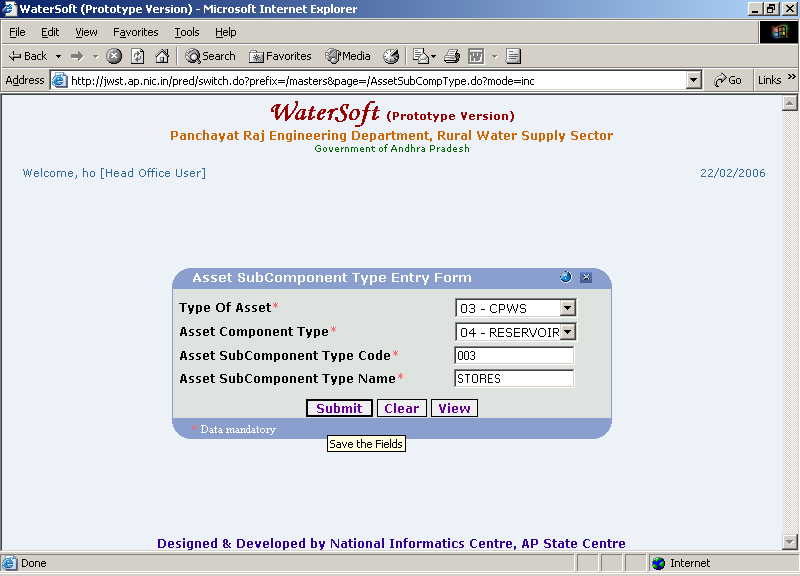 WaterSoft (Prototype Version) - Microsoft Internet Explorer
File Edit View Favorites Tools Help
Back Search Favorites Media
Address http://jwst.ap.nic.in/pred/switch.do?prefix=/masters&page=/AssetSubCompType.do?mode=inc Go Links »
WaterSoft (Prototype Version)
Panchayat Raj Engineering Department, Rural Water Supply Sector
Government of Andhra Pradesh
Welcome, ho [Head Office User] 22/02/2006
Asset SubComponent Type Entry Form
Type Of Asset* 03 - CPWS
Asset Component Type* 04 - RESERVOIR
Asset SubComponent Type Code* 003
Asset SubComponent Type Name* STORES
Submit Clear View
* Data mandatory
Save the Fields
Designed & Developed by National Informatics Centre, AP State Centre
Done Internet